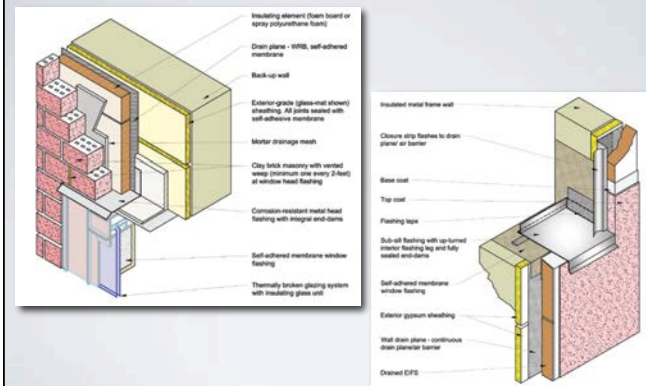 Insulating element (foam board or
spray polyurethane foam)
Drain plane - WRB, self-adhered
membrane
Back-up wall
Exterior-grade (glass-mat shown)
sheathing. All joints sealed with
self-adhesive membrane
Mortar drainage mesh
Clay brick masonry with vented
weep (minimum one every 2-feet)
at window head flashing
Corrosion-resistant metal head
flashing with integral end-dams
Self-adhered membrane window
flashing
Thermally broken glazing system
with insulating glass unit
Insulated metal frame wall
Closure strip flashes to drain
plane/ air barrier
Base coat
Top coat
Flashing tape
Sub-sill flashing with up-turned
interior flashing leg and fully
sealed end-dams
Self-adhered membrane
window flashing
Exterior gypsum sheathing
Wall drain plane - continuous
drain plane/air barrier
Drained EIFS